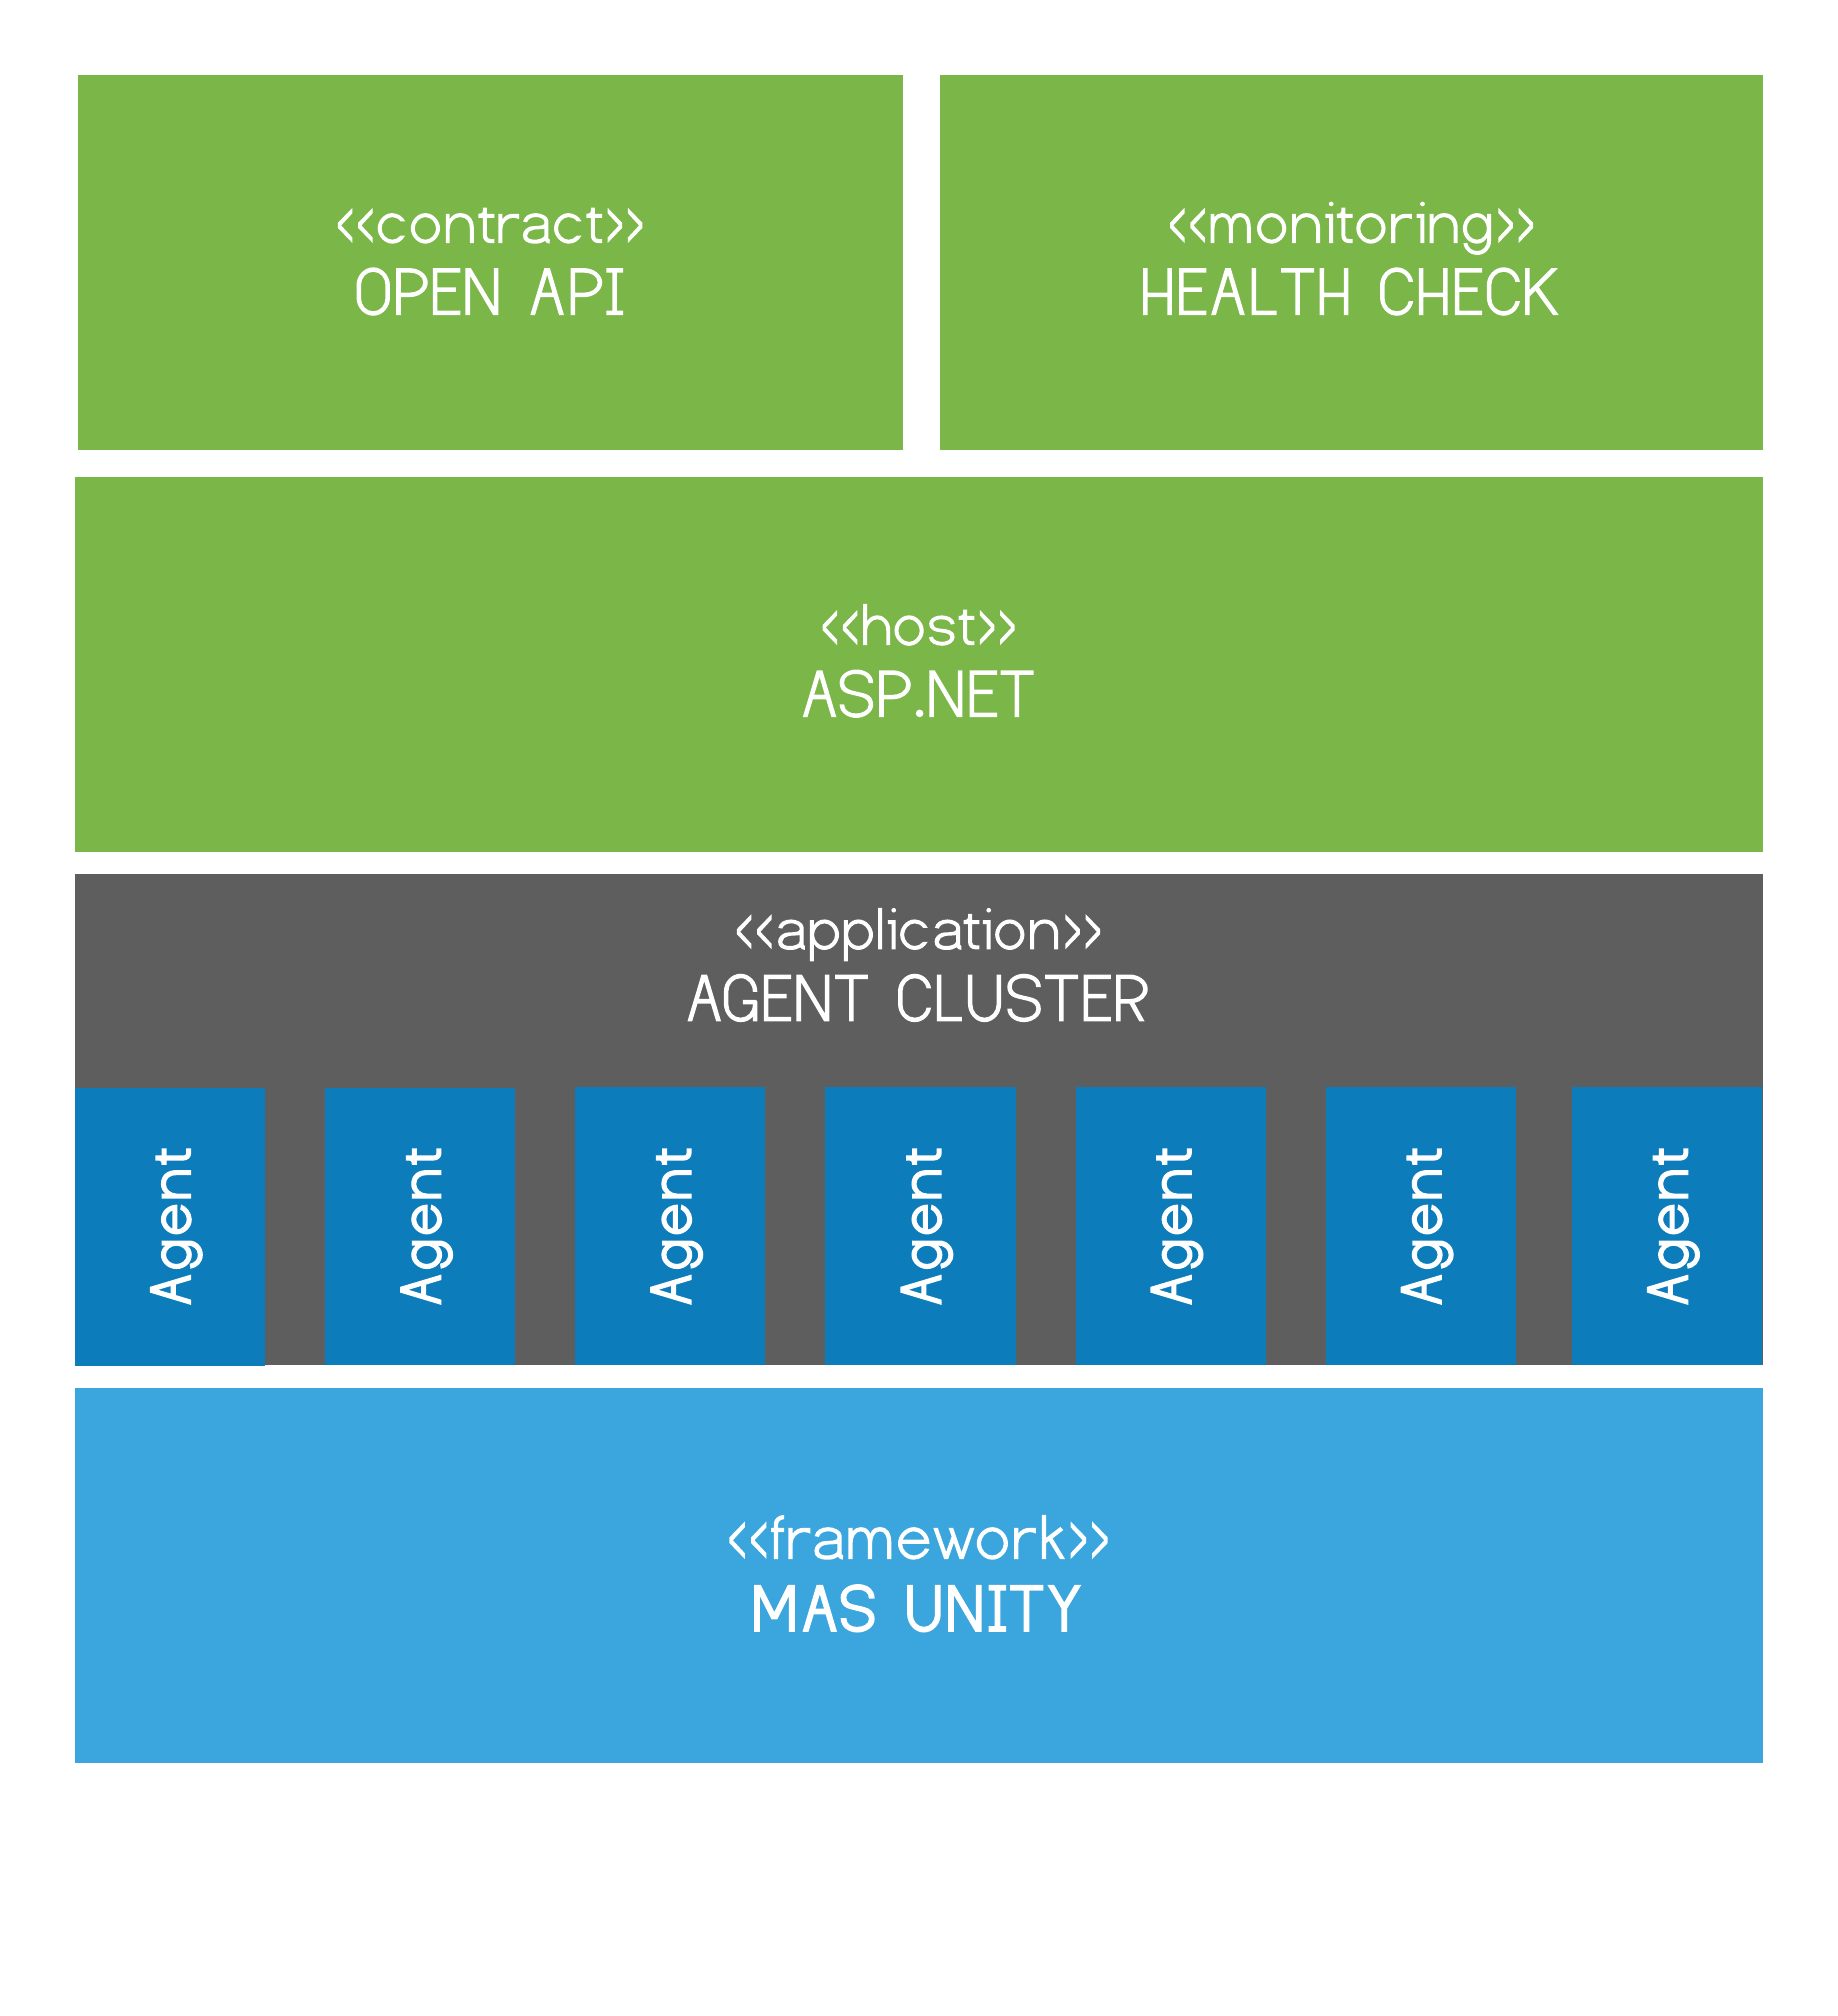 <<contract>>
OPEN API
<<monitoring>>
HEALTH CHECK
<<host>>
ASP.NET
<<application>>
AGENT CLUSTER
Agent
Agent
Agent
Agent
Agent
Agent
Agent
<<framework>>
MAS UNITY